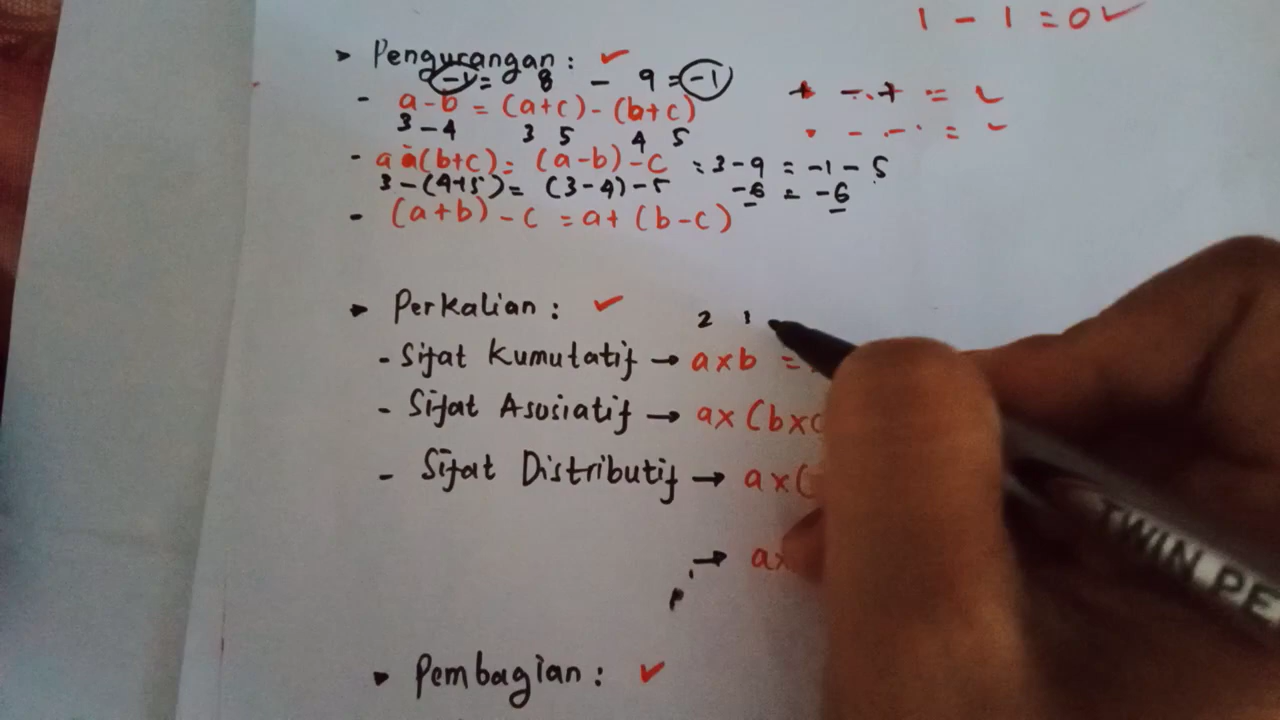 1 - 1 = 0 ✓
➤ Pengurangan : ✓
-1 = 8 - 9 = -1
- a - b = (a+c) - (b+c)
3 - 4 3 5 4 5
+ - . + = ✓
- - . - = ✓
- a - (b+c) = (a-b) - c = 3 - 9 = -1 - 5
3 - (4+5) = (3-4) - 5 -6 = -6
- (a+b) - c = a + (b-c)
➤ Perkalian : ✓
2 1
- Sifat Kumutatif → a x b =
- Sifat Asosiatif → a x (b x c
- Sifat Distributif → a x (
→ a x
➤ Pembagian : ✓
TWIN PE